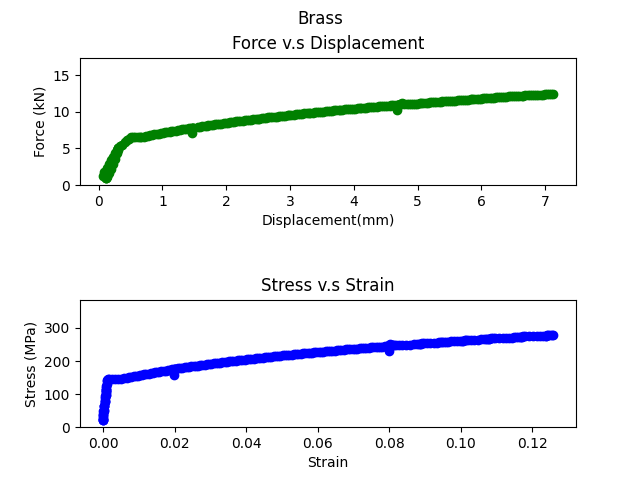 Brass
Force v.s Displacement
15
10
5
0
Force (kN)
0 1 2 3 4 5 6 7
Displacement(mm)
Stress v.s Strain
300
200
100
0
Stress (MPa)
0.00 0.02 0.04 0.06 0.08 0.10 0.12
Strain